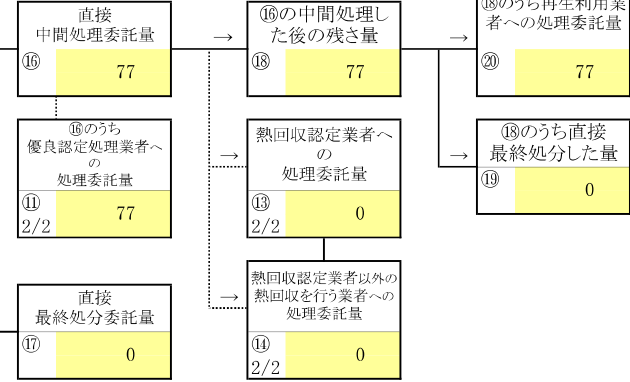 直接
中間処理委託量
⑯
77
→
⑯の中間処理し
た後の残さ量
⑱
77
→
⑱のうち再生利用業
者への処理委託量
⑳
77
⑯のうち
優良認定処理業者へ
の
処理委託量
⑪
2/2
77
→
熱回収認定業者へ
の
処理委託量
⑬
2/2
0
→
⑱のうち直接
最終処分した量
⑲
0
直接
最終処分委託量
⑰
0
→
熱回収認定業者以外の
熱回収を行う業者への
処理委託量
⑭
2/2
0